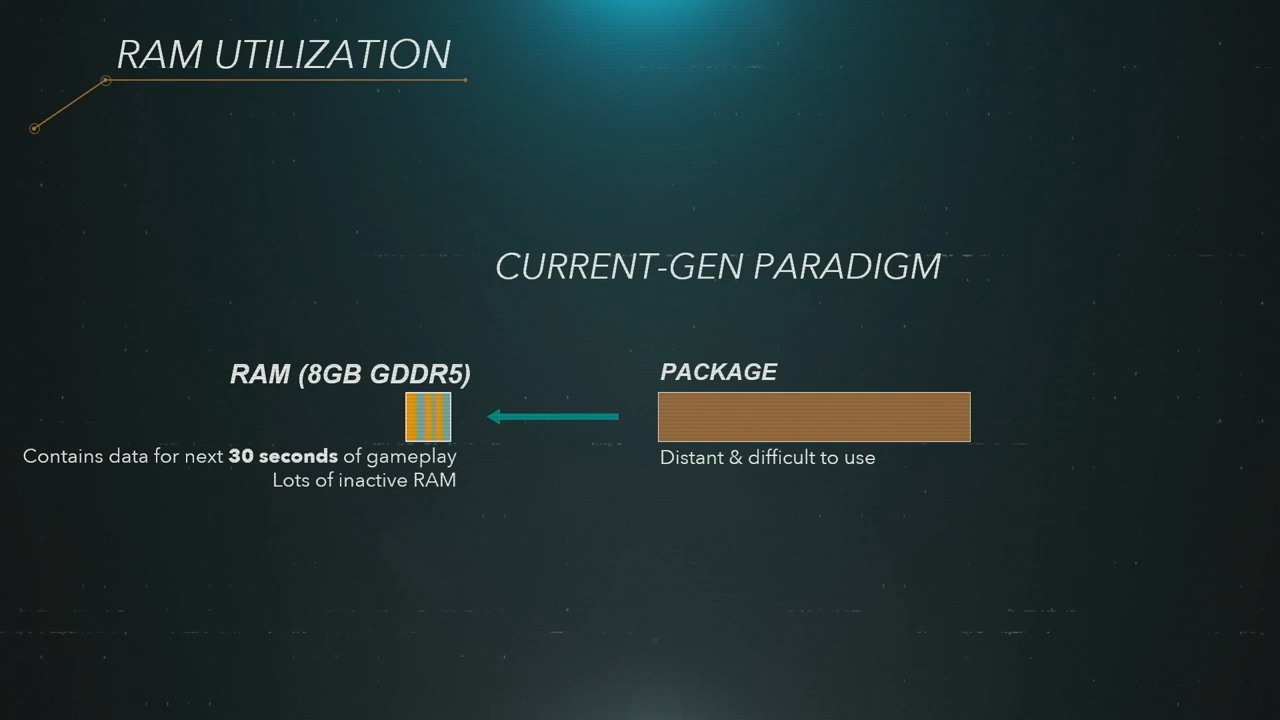 RAM UTILIZATION
CURRENT-GEN PARADIGM
RAM (8GB GDDR5)
Contains data for next 30 seconds of gameplay
Lots of inactive RAM
PACKAGE
Distant & difficult to use